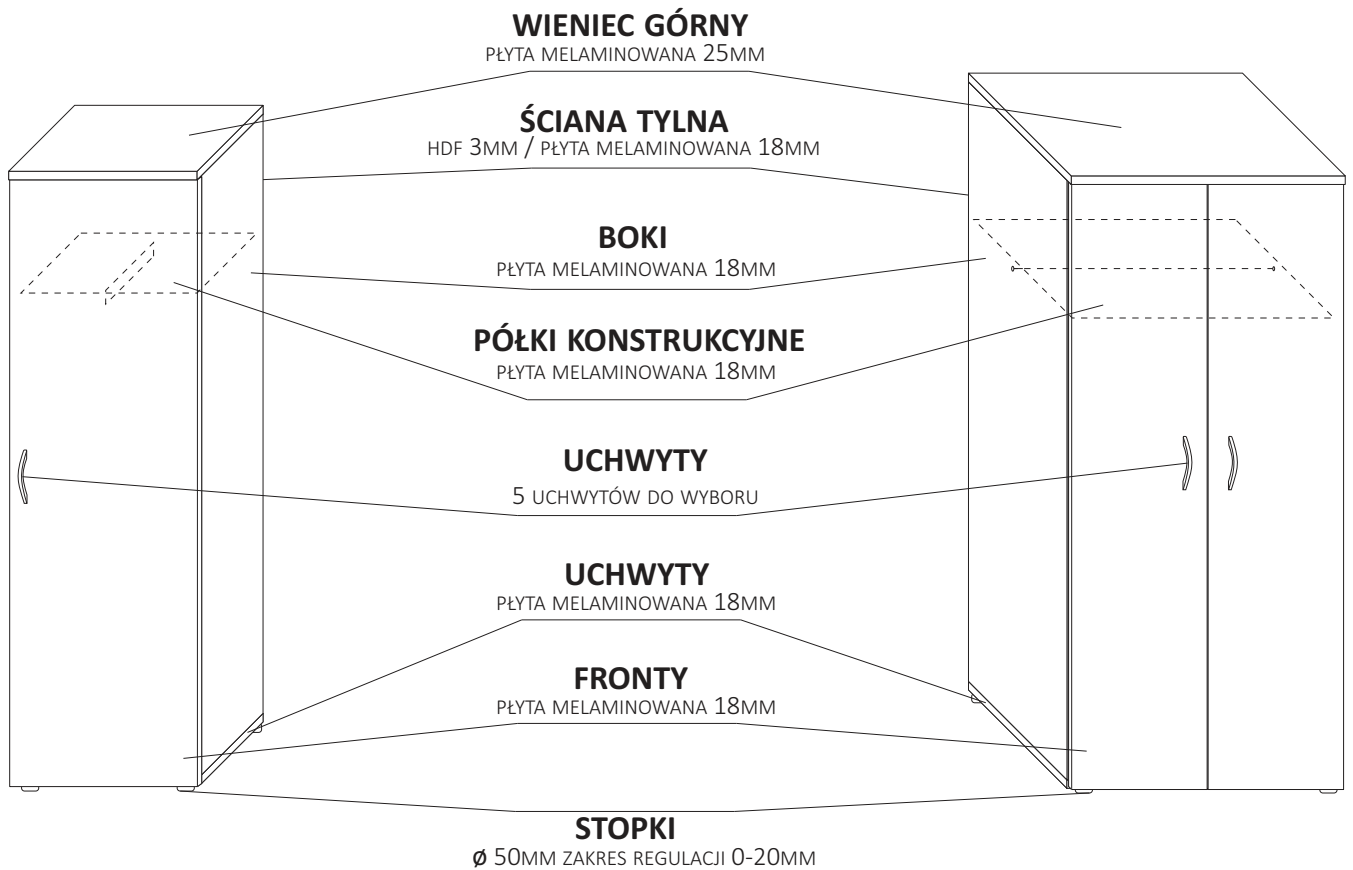 WIENIEC GÓRNY
PŁYTA MELAMINOWANA 25MM
ŚCIANA TYLNA
HDF 3MM / PŁYTA MELAMINOWANA 18MM
BOKI
PŁYTA MELAMINOWANA 18MM
PÓŁKI KONSTRUKCYJNE
PŁYTA MELAMINOWANA 18MM
UCHWYTY
5 UCHWYTÓW DO WYBORU
UCHWYTY
PŁYTA MELAMINOWANA 18MM
FRONTY
PŁYTA MELAMINOWANA 18MM
STOPKI
Ø 50MM ZAKRES REGULACJI 0-20MM